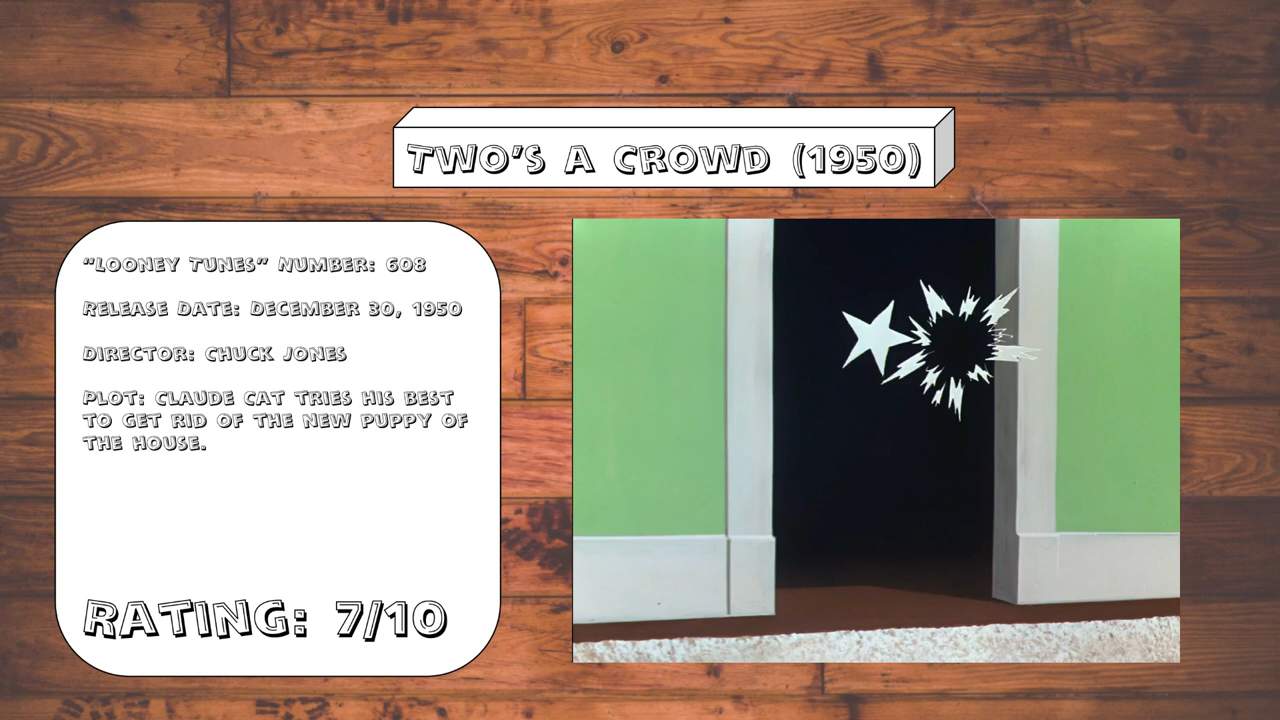 TWO'S A CROWD (1950)
"LOONEY TUNES" NUMBER: 608
RELEASE DATE: DECEMBER 30, 1950
DIRECTOR: CHUCK JONES
PLOT: CLAUDE CAT TRIES HIS BEST
TO GET RID OF THE NEW PUPPY OF
THE HOUSE.
RATING: 7/10